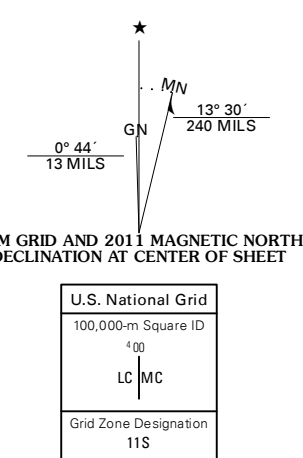 ★
MN
GN
13° 30´
240 MILS
0° 44´
13 MILS
M GRID AND 2011 MAGNETIC NORTH
DECLINATION AT CENTER OF SHEET
U.S. National Grid
100,000-m Square ID
⁴00
LC MC
Grid Zone Designation
11S